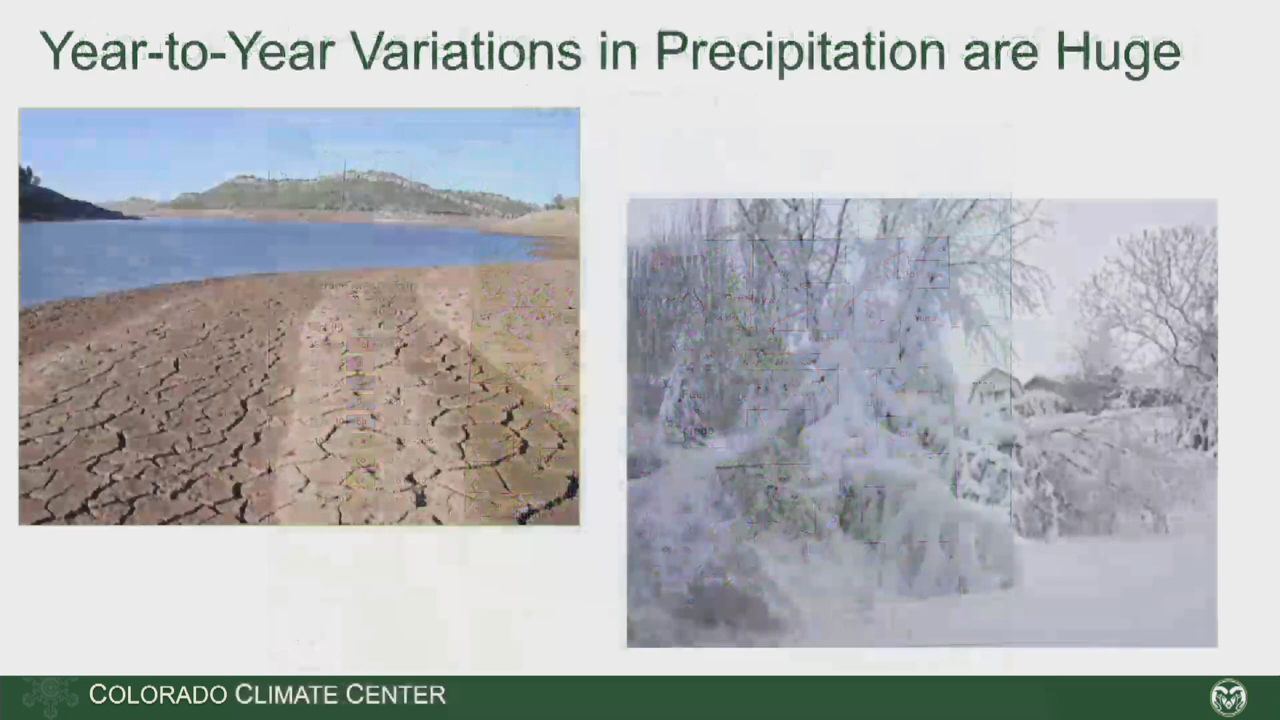 Year-to-Year Variations in Precipitation are Huge
COLORADO CLIMATE CENTER